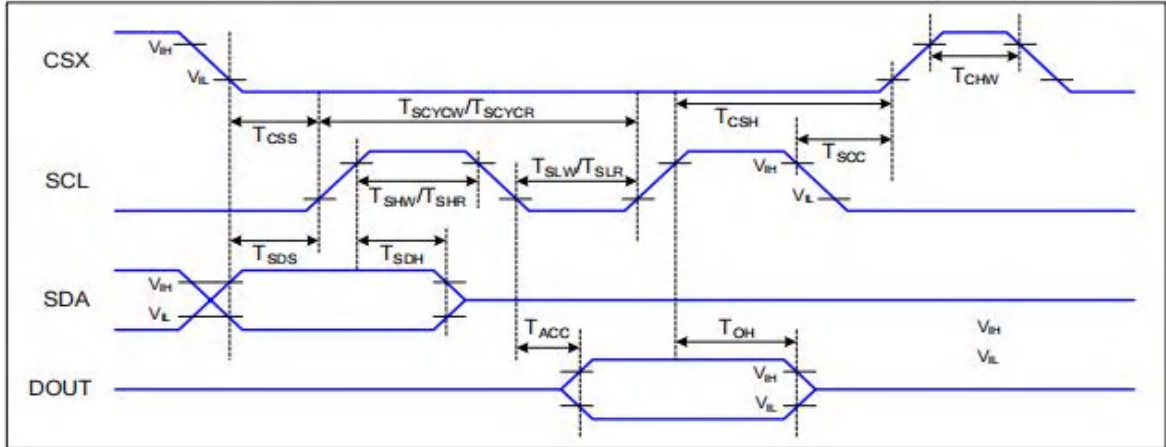 CSX
VIH
VIL
TCHW
TSCYCW/TSCYCR
TCSH
TCSS
TSCC
SCL
TSLW/TSLR
VIH
TSHW/TSHR
VIL
TSDS
TSDH
SDA
VIH
VIL
TACC
TOH
VIH
VIL
DOUT
VIH
VIL